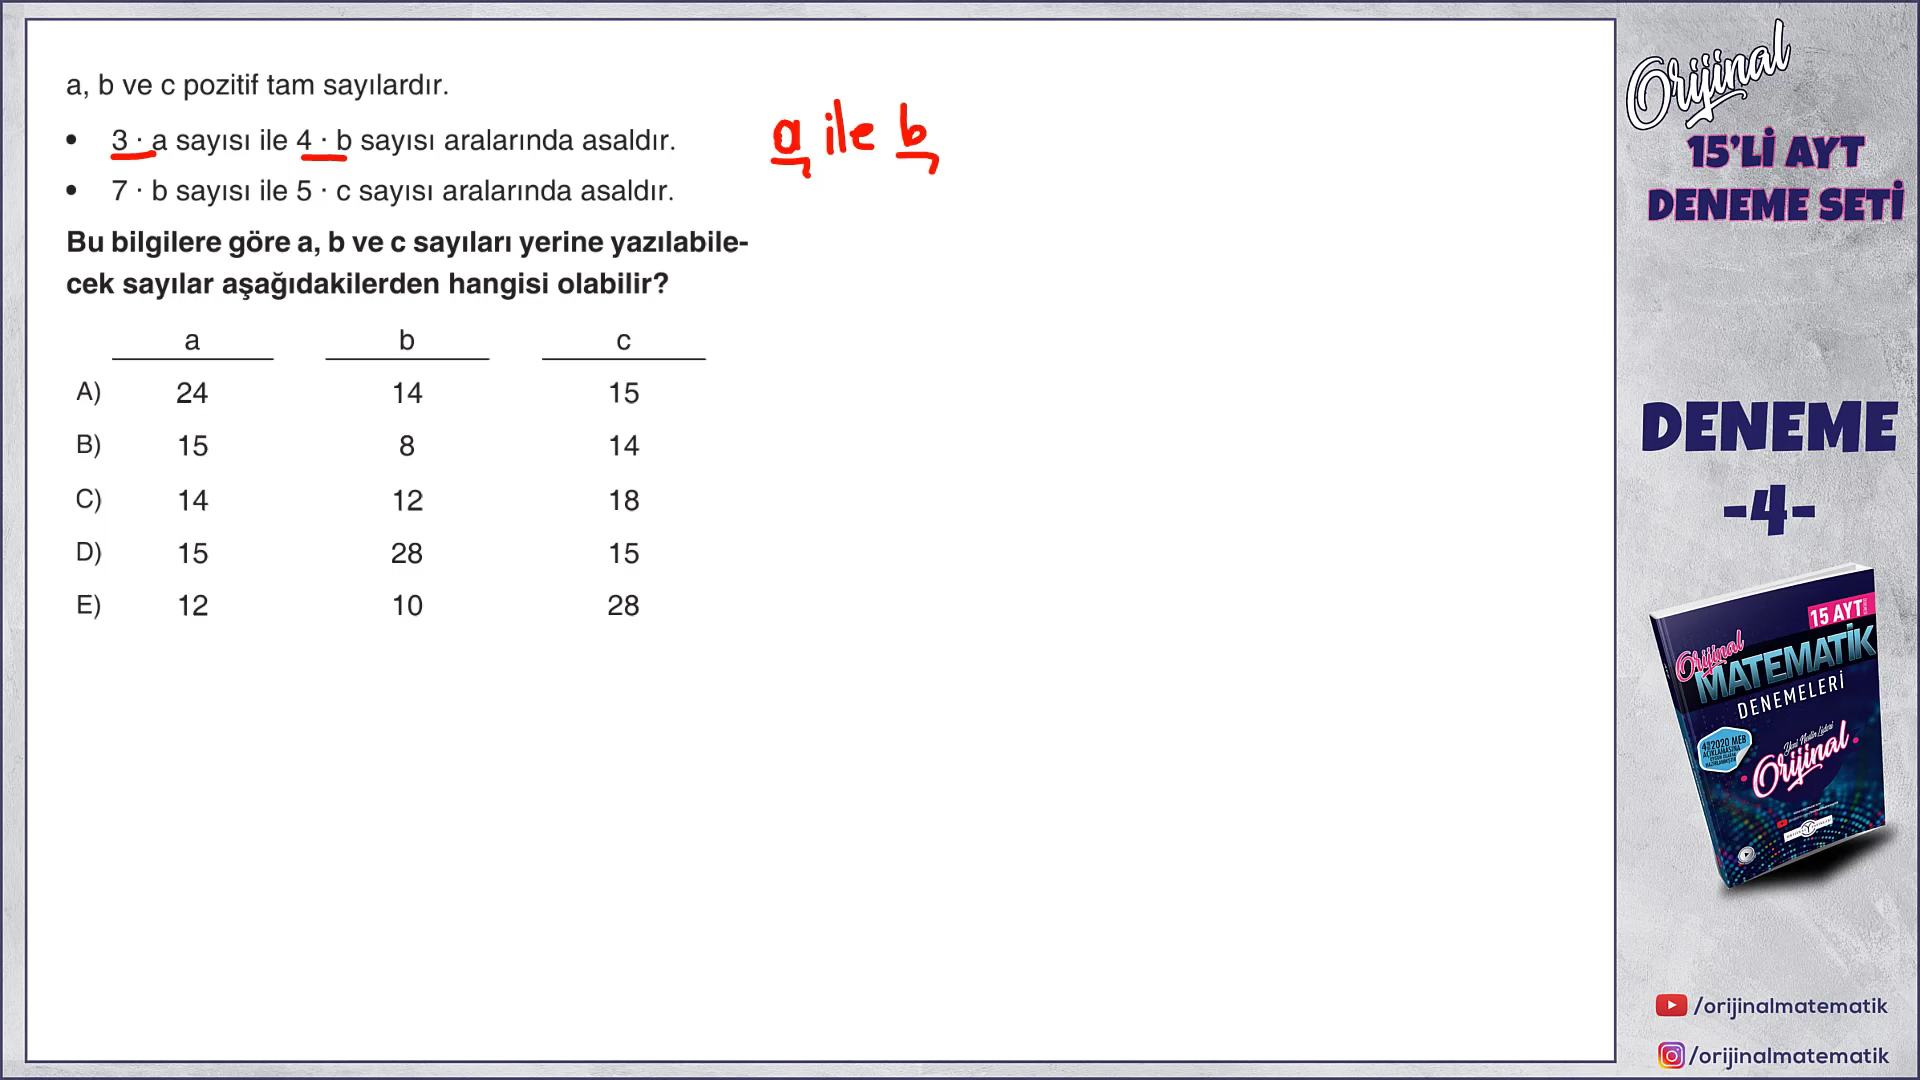 a, b ve c pozitif tam sayılardır.
• 3 · a sayısı ile 4 · b sayısı aralarında asaldır.
a ile b
• 7 · b sayısı ile 5 · c sayısı aralarında asaldır.
Bu bilgilere göre a, b ve c sayıları yerine yazılabile-
cek sayılar aşağıdakilerden hangisi olabilir?
a b c
A) 24 14 15
B) 15 8 14
C) 14 12 18
D) 15 28 15
E) 12 10 28
Orijinal
15'Lİ AYT
DENEME SETİ
DENEME
-4-
15 AYT
Orijinal
MATEMATİK
DENEMELERİ
Yeni Neslin Lideri
Orijinal
/orijinalmatematik
/orijinalmatematik